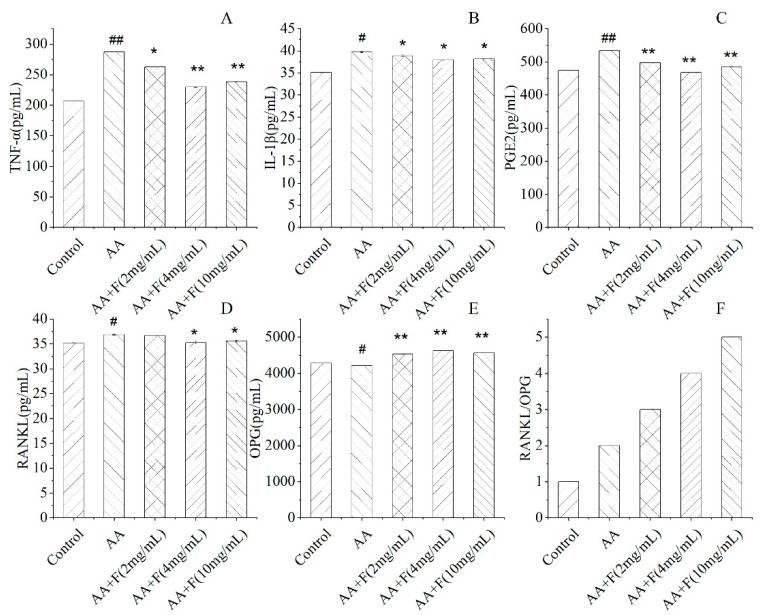 A
TNF-α(pg/mL)
300
250
200
150
100
50
0
##
*
**
**
Control
AA
AA+F(2mg/mL)
AA+F(4mg/mL)
AA+F(10mg/mL)
B
IL-1β(pg/mL)
45
40
35
30
25
20
15
10
5
0
#
*
*
*
Control
AA
AA+F(2mg/mL)
AA+F(4mg/mL)
AA+F(10mg/mL)
C
PGE2(pg/mL)
600
500
400
300
200
100
0
##
**
**
**
Control
AA
AA+F(2mg/mL)
AA+F(4mg/mL)
AA+F(10mg/mL)
D
RANKL(pg/mL)
40
35
30
25
20
15
10
5
0
#
*
*
Control
AA
AA+F(2mg/mL)
AA+F(4mg/mL)
AA+F(10mg/mL)
E
OPG(pg/mL)
5000
4000
3000
2000
1000
0
#
**
**
**
Control
AA
AA+F(2mg/mL)
AA+F(4mg/mL)
AA+F(10mg/mL)
F
RANKL/OPG
5
4
3
2
1
0
Control
AA
AA+F(2mg/mL)
AA+F(4mg/mL)
AA+F(10mg/mL)